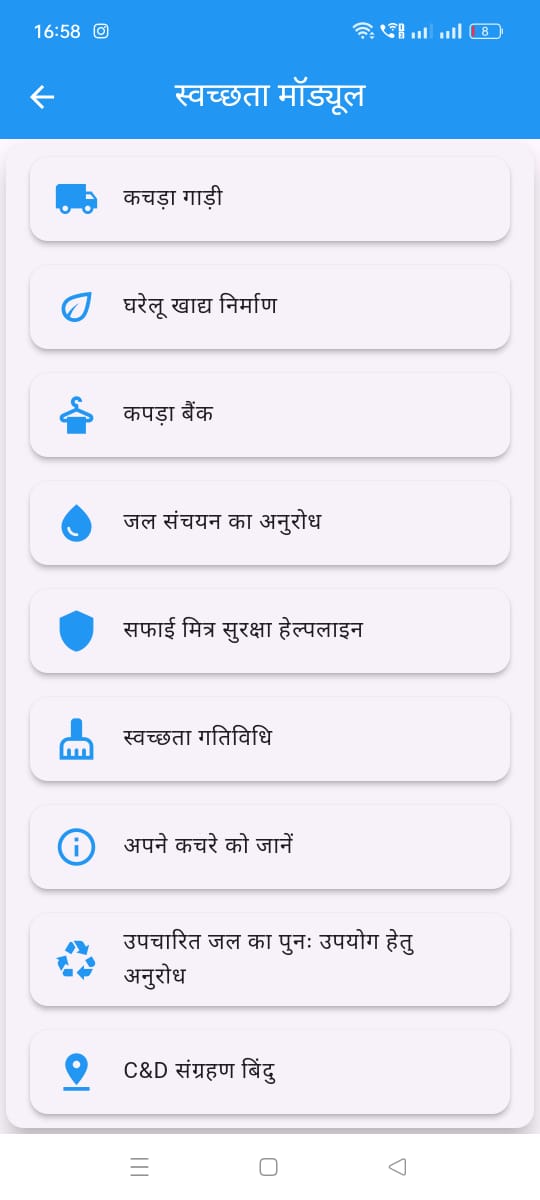 16:58
8
स्वच्छता मॉड्यूल
कचड़ा गाड़ी
घरेलू खाद्य निर्माण
कपड़ा बैंक
जल संचयन का अनुरोध
सफाई मित्र सुरक्षा हेल्पलाइन
स्वच्छता गतिविधि
अपने कचरे को जानें
उपचारित जल का पुनः उपयोग हेतु
अनुरोध
C&D संग्रहण बिंदु